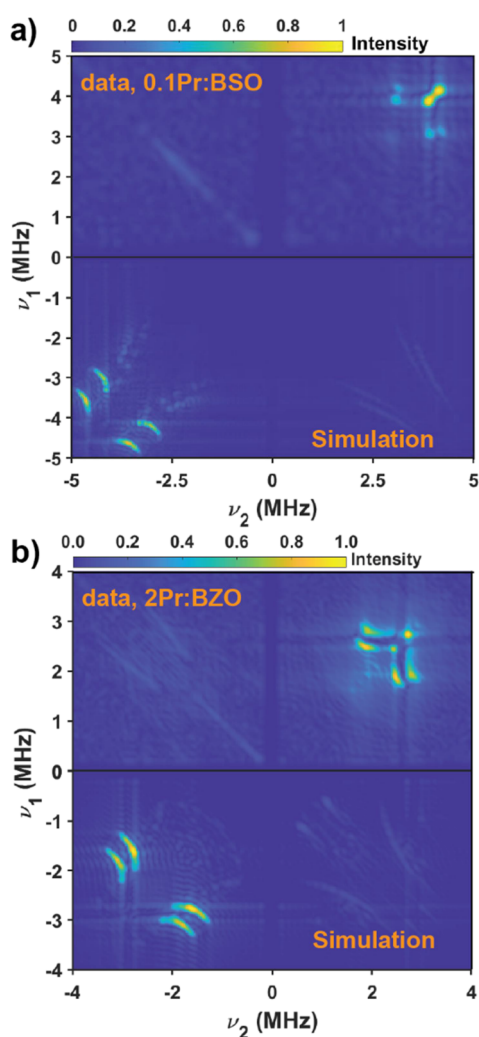 a)
0 0.2 0.4 0.6 0.8 1 Intensity
data, 0.1Pr:BSO
5
4
3
2
1
0
-1
-2
-3
-4
-5
ν1 (MHz)
Simulation
-5 -2.5 0 2.5 5
ν2 (MHz)
b)
0.0 0.2 0.4 0.6 0.8 1.0
Intensity
data, 2Pr:BZO
4
3
2
1
0
-1
-2
-3
-4
ν1 (MHz)
Simulation
-4 -2 0 2 4
ν2 (MHz)